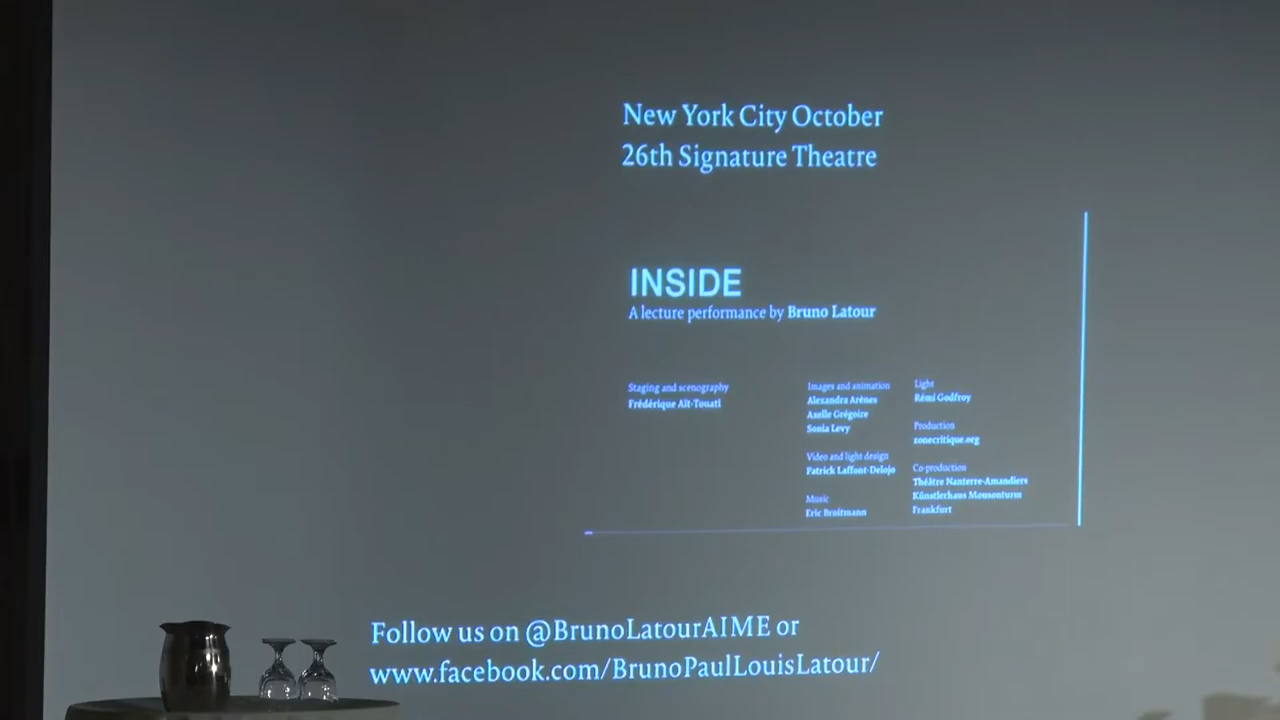 New York City October
26th Signature Theatre
INSIDE
A lecture performance by Bruno Latour
Staging and scenography
Frédérique Aït-Touati
Images and animation
Alexandra Arènes
Axelle Grégoire
Sonia Levy
Video and light design
Patrick Laffont-Delojo
Music
Eric Broitmann
Light
Rémi Godfroy
Production
zonecritique.org
Co-production
Théâtre Nanterre-Amandiers
Künstlerhaus Mousonturm
Frankfurt
Follow us on @BrunoLatourAIME or
www.facebook.com/BrunoPaulLouisLatour/